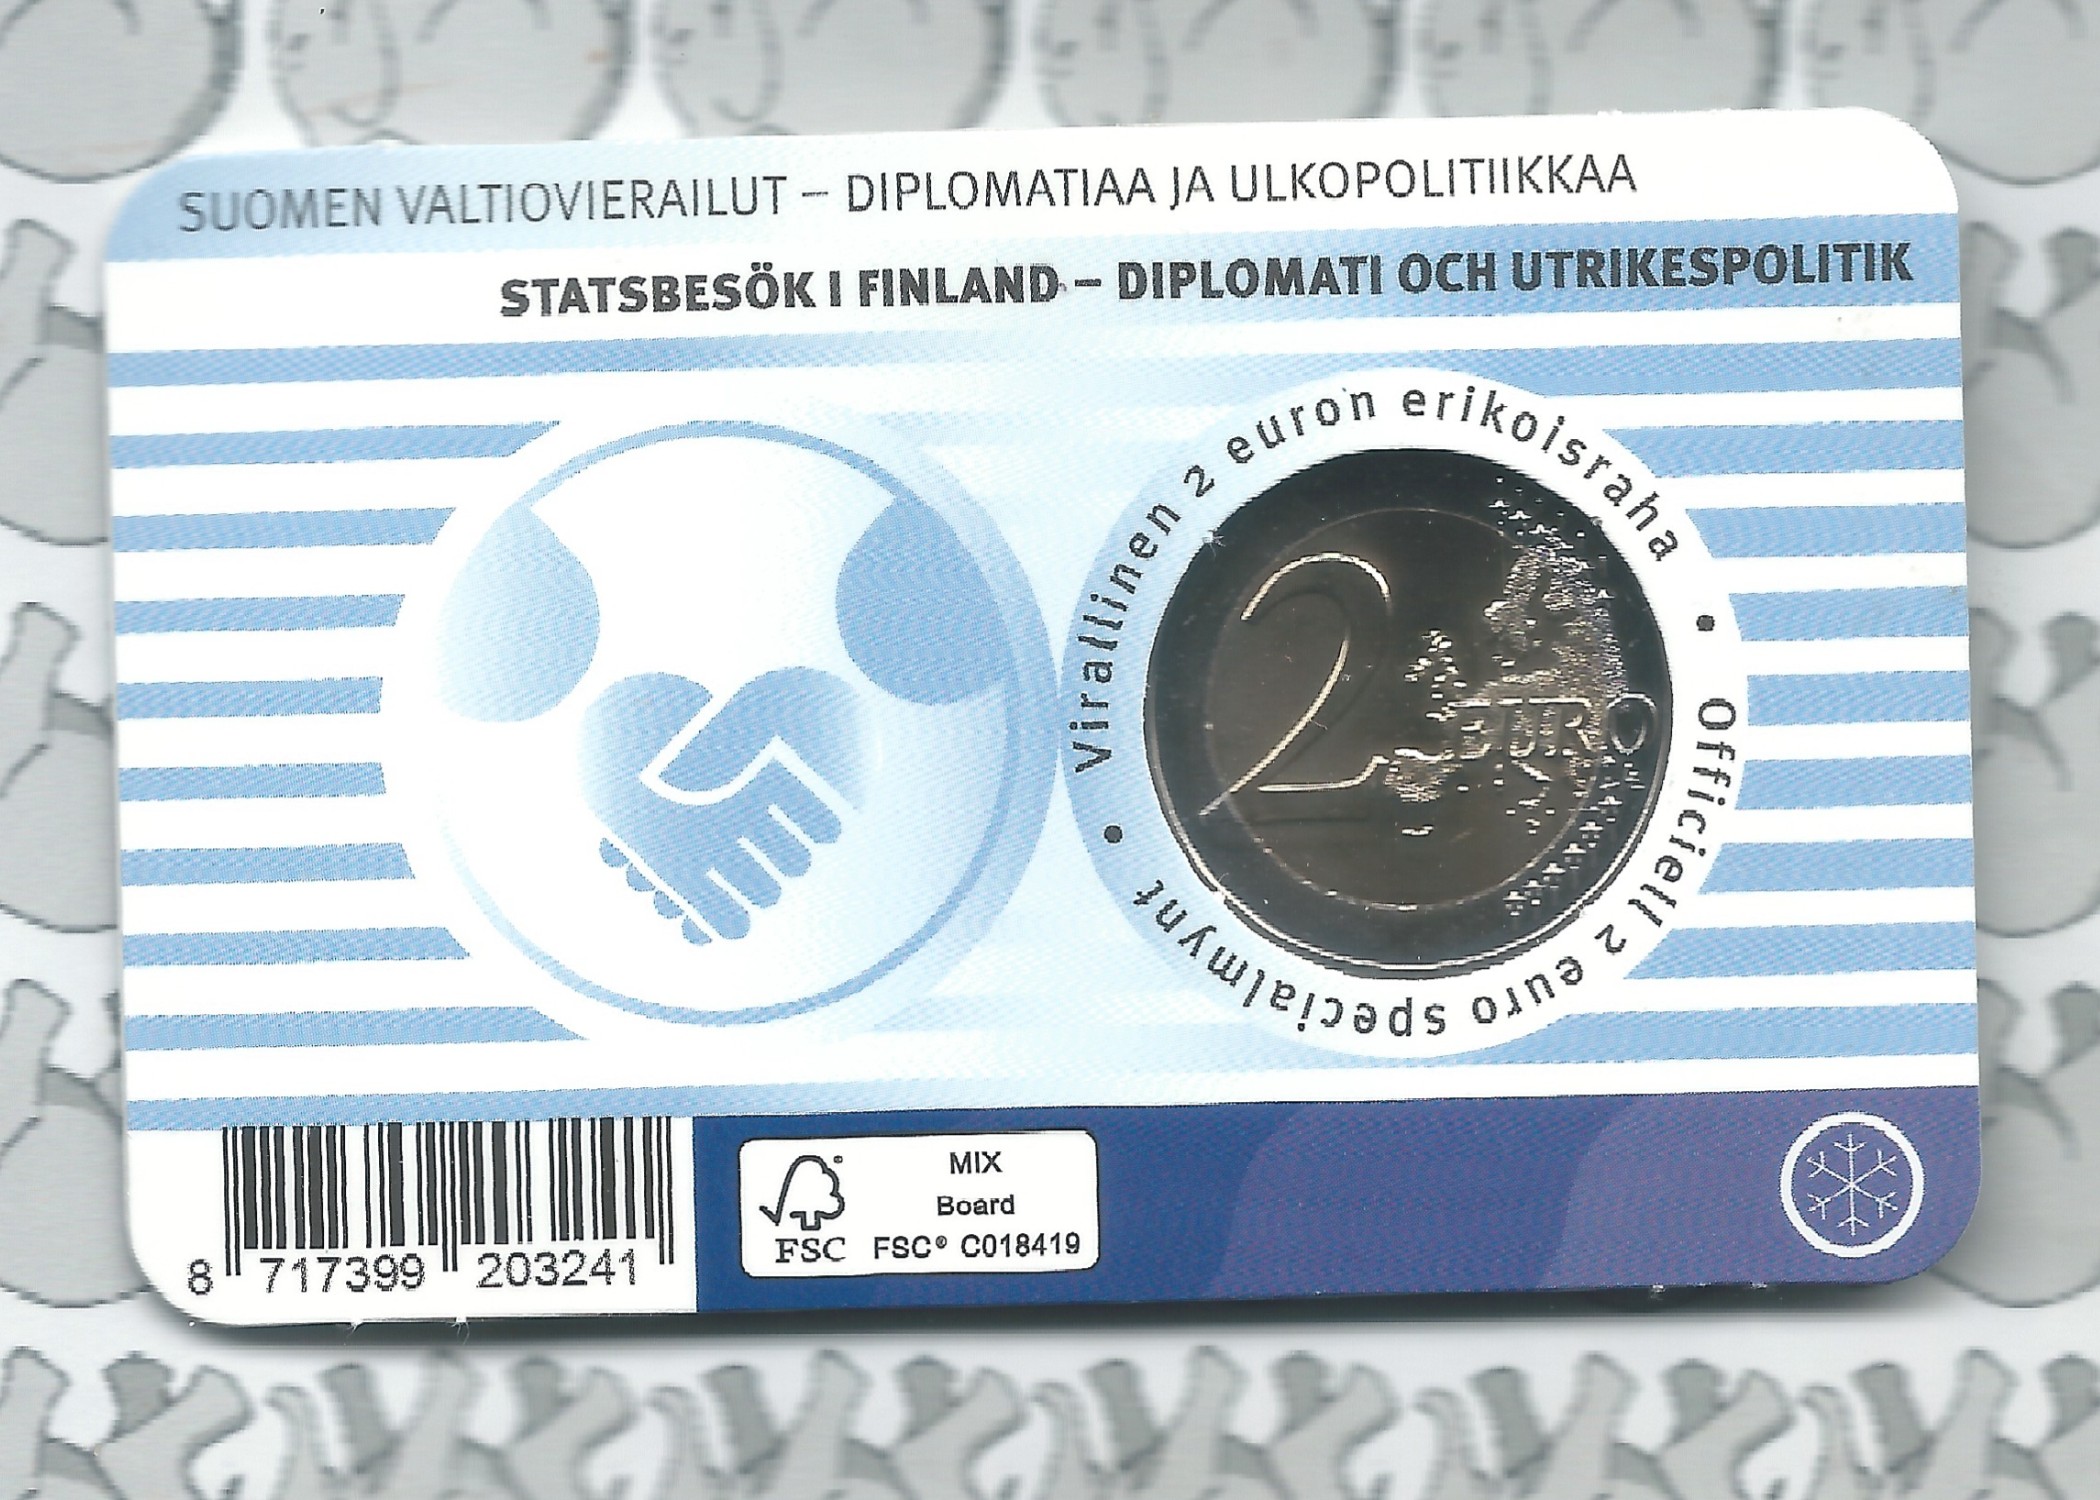 SUOMEN VALTIOVIERAILUT – DIPLOMATIAA JA ULKOPOLITIIKKAA
STATSBESÖK I FINLAND – DIPLOMATI OCH UTRIKESPOLITIK
Virallinen 2 euron erikoisraha • Officiell 2 euro specialmynt •
2 EURO
8 717399 203241
FSC
MIX
Board
FSC® C018419